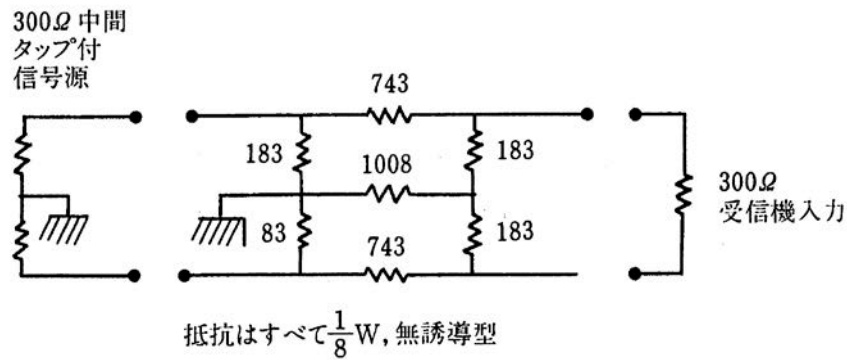 300Ω 中間
タップ付
信号源
743
183
1008
183
83
743
183
300Ω
受信機入力
抵抗はすべて1/8W, 無誘導型